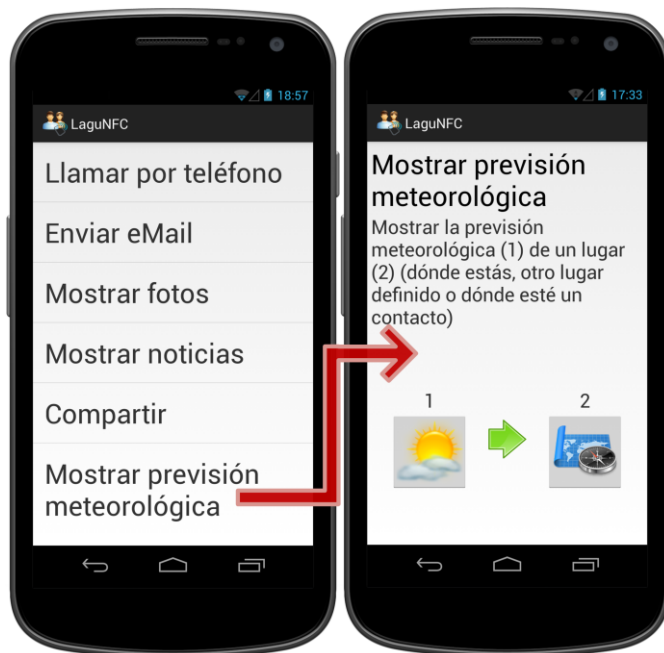 18:57
LaguNFC
Llamar por teléfono
Enviar eMail
Mostrar fotos
Mostrar noticias
Compartir
Mostrar previsión
meteorológica
17:33
LaguNFC
Mostrar previsión
meteorológica
Mostrar la previsión
meteorológica (1) de un lugar
(2) (dónde estás, otro lugar
definido o dónde esté un
contacto)
1
2